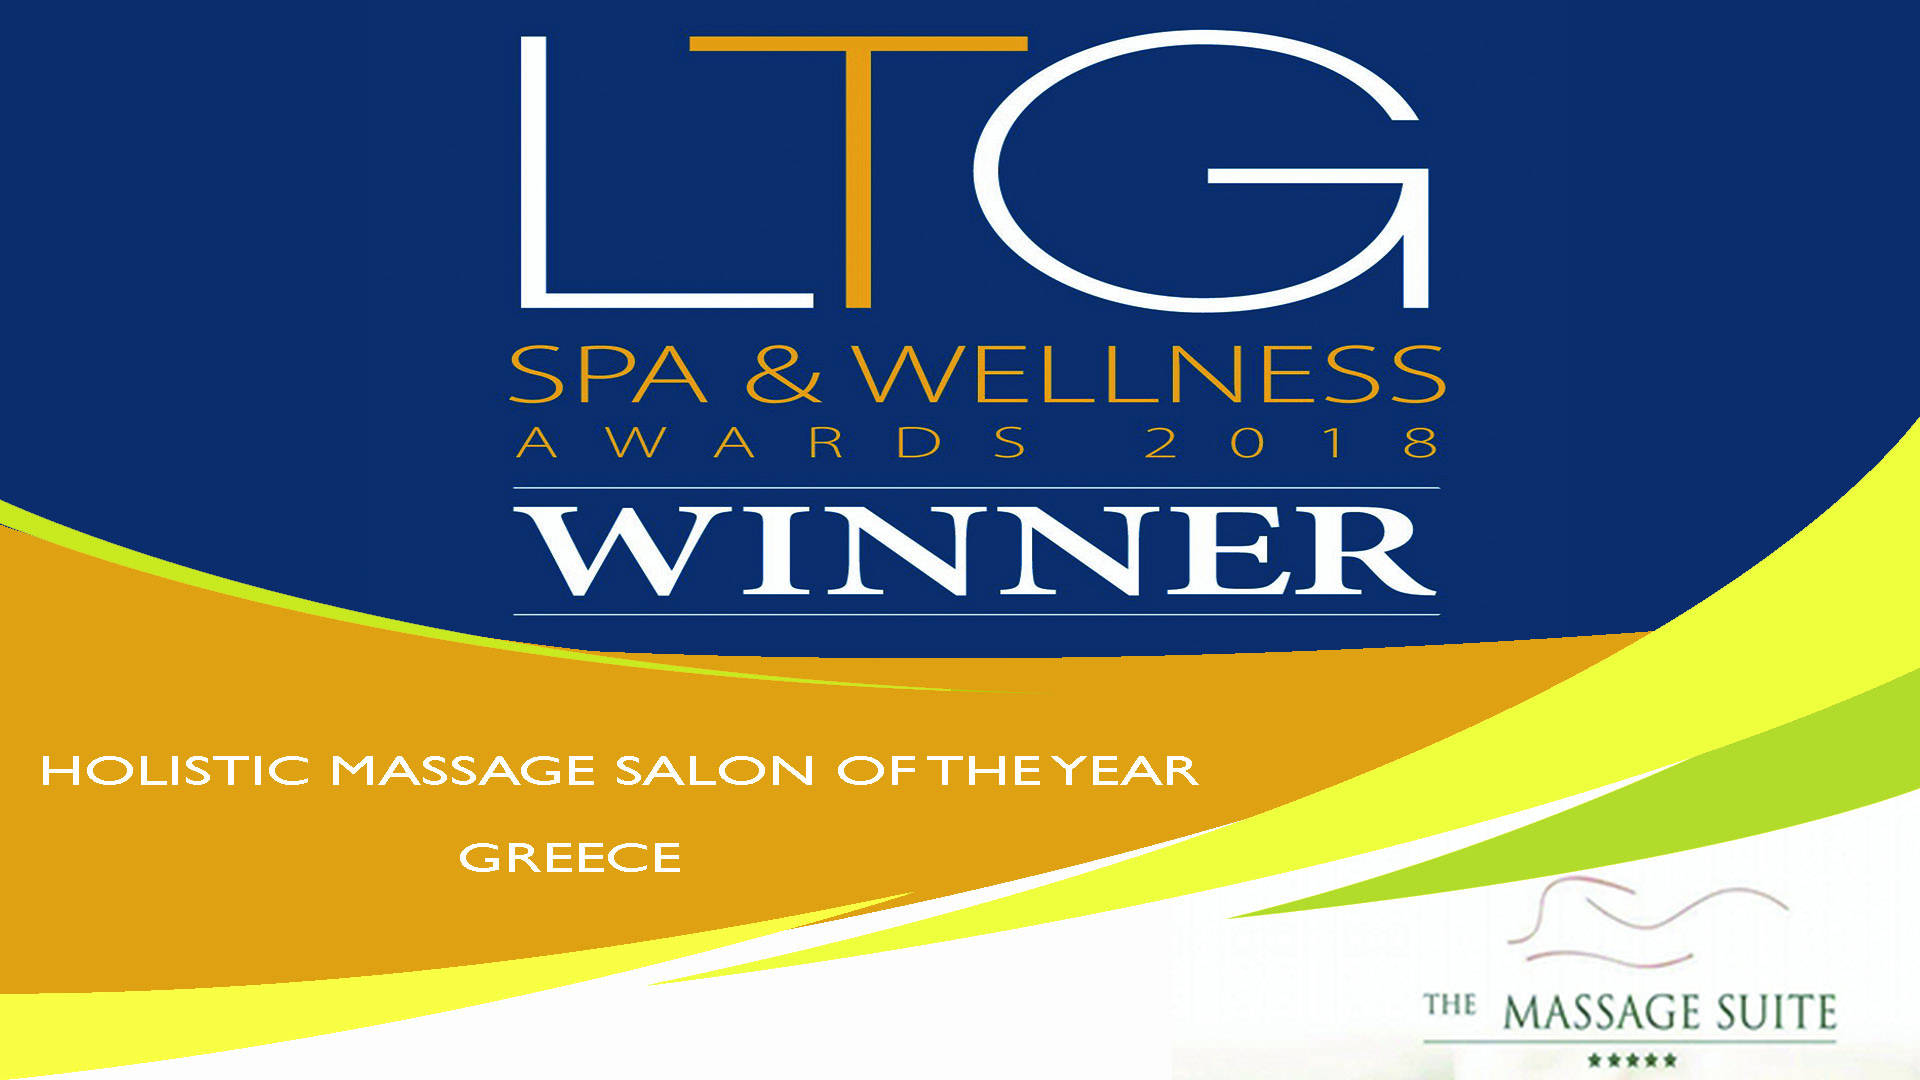 LTG
SPA & WELLNESS
AWARDS 2018
WINNER
HOLISTIC MASSAGE SALON OF THE YEAR
GREECE
THE MASSAGE SUITE